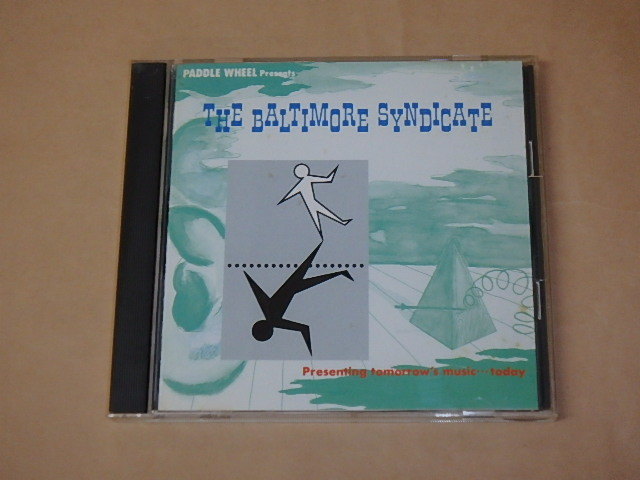 PADDLE WHEEL Presents
THE BALTIMORE SYNDICATE
Presenting tomorrow's music...today